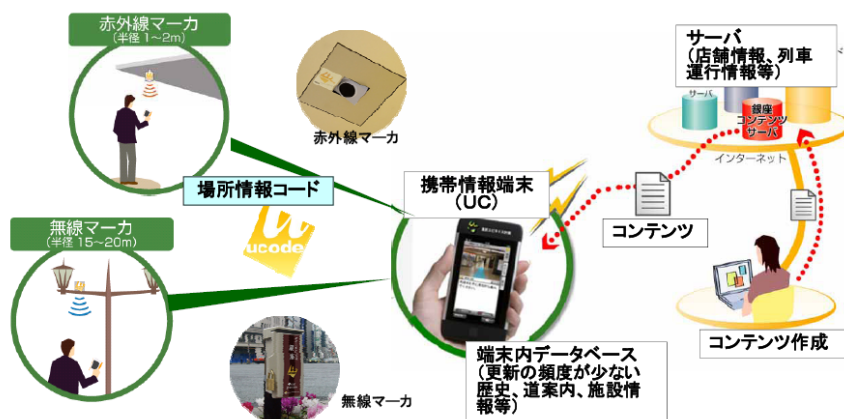 赤外線マーカ
(半径 1~2m)
赤外線マーカ
サーバ
(店舗情報、列車
運行情報等)
サーバ
銀座
コンテンツ
サーバ
インターネット
場所情報コード
携帯情報端末
(UC)
コンテンツ
無線マーカ
(半径 15~20m)
ucode
コンテンツ作成
端末内データベース
(更新の頻度が少ない
歴史、道案内、施設情
報等)
無線マーカ